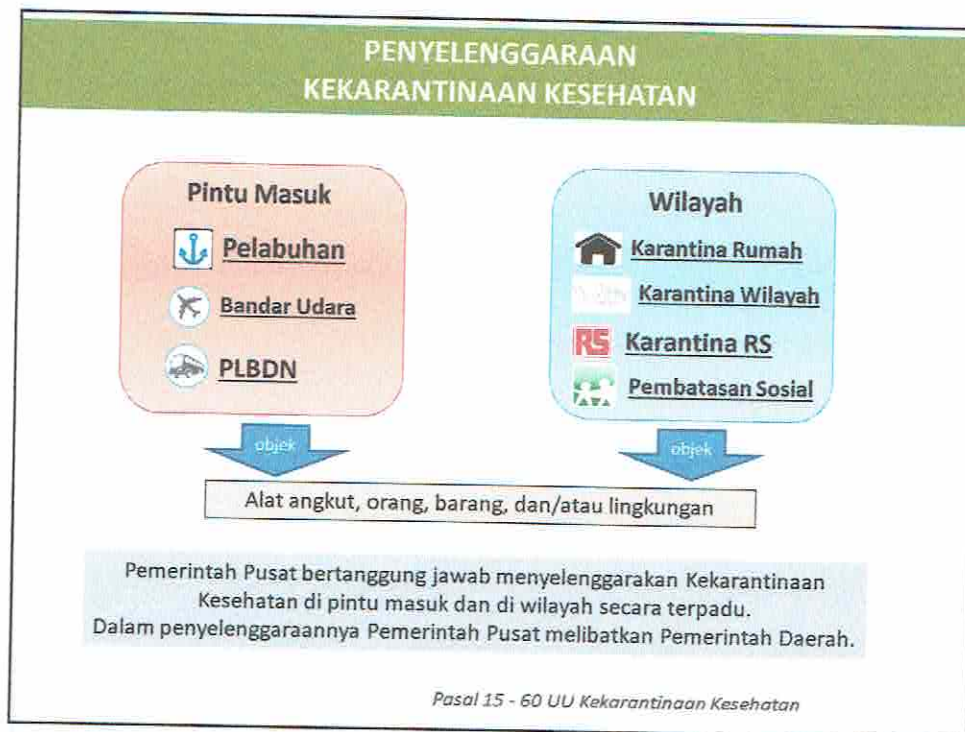 PENYELENGGARAAN
KEKARANTINAAN KESEHATAN
Pintu Masuk
Pelabuhan
Bandar Udara
PLBDN
Wilayah
Karantina Rumah
Karantina Wilayah
RS Karantina RS
Pembatasan Sosial
objek
objek
Alat angkut, orang, barang, dan/atau lingkungan
Pemerintah Pusat bertanggung jawab menyelenggarakan Kekarantinaan
Kesehatan di pintu masuk dan di wilayah secara terpadu.
Dalam penyelenggaraannya Pemerintah Pusat melibatkan Pemerintah Daerah.
Pasal 15 - 60 UU Kekarantinaan Kesehatan